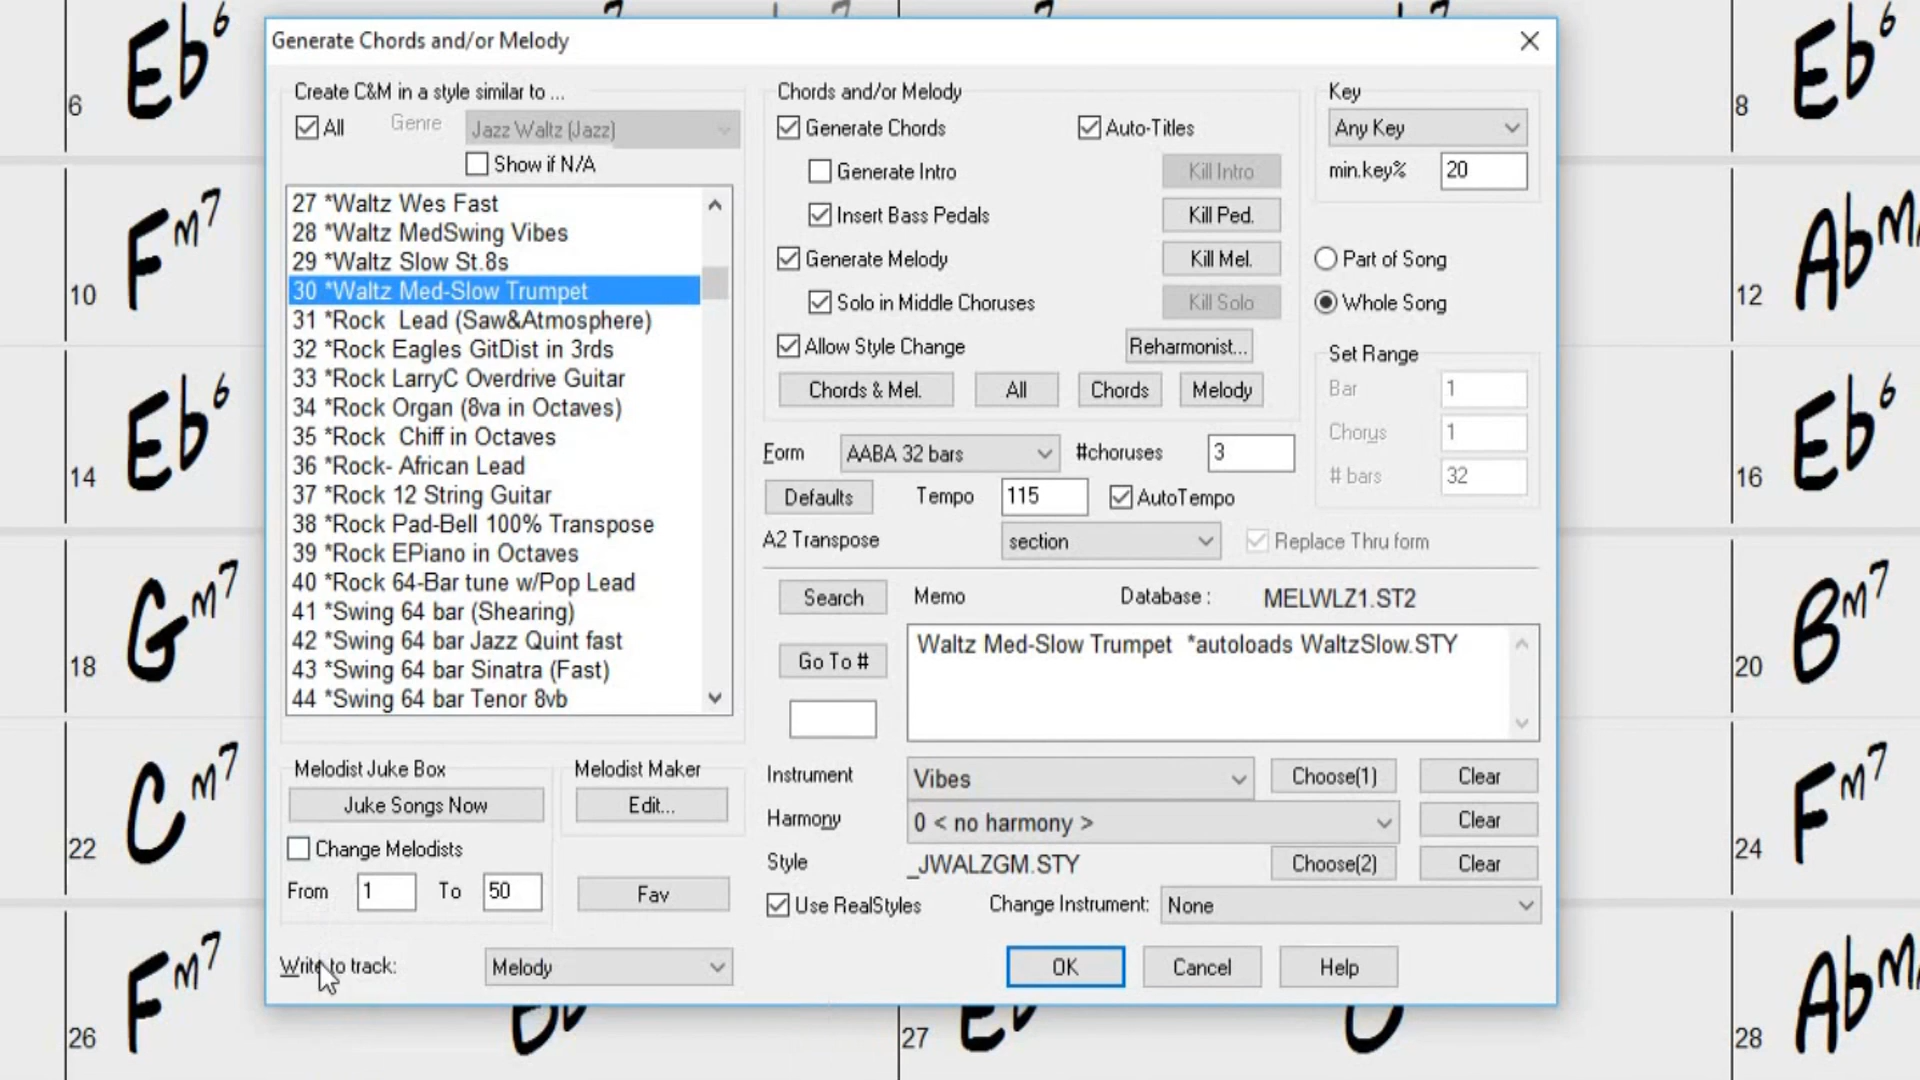 Generate Chords and/or Melody
Create C&M in a style similar to ...
All
Genre
Jazz Waltz (Jazz)
Show if N/A
27 *Waltz Wes Fast
28 *Waltz MedSwing Vibes
29 *Waltz Slow St.8s
30 *Waltz Med-Slow Trumpet
31 *Rock  Lead (Saw&Atmosphere)
32 *Rock Eagles GitDist in 3rds
33 *Rock LarryC Overdrive Guitar
34 *Rock Organ (8va in Octaves)
35 *Rock  Chiff in Octaves
36 *Rock- African Lead
37 *Rock 12 String Guitar
38 *Rock Pad-Bell 100% Transpose
39 *Rock EPiano in Octaves
40 *Rock 64-Bar tune w/Pop Lead
41 *Swing 64 bar (Shearing)
42 *Swing 64 bar Jazz Quint fast
43 *Swing 64 bar Sinatra (Fast)
44 *Swing 64 bar Tenor 8vb
Melodist Juke Box
Juke Songs Now
Change Melodists
From 1 To 50
Melodist Maker
Edit...
Fav
Write to track: Melody
Chords and/or Melody
Generate Chords
Auto-Titles
Generate Intro
Kill Intro
Insert Bass Pedals
Kill Ped.
Generate Melody
Kill Mel.
Solo in Middle Choruses
Kill Solo
Allow Style Change
Reharmonist...
Chords & Mel.
All
Chords
Melody
Key
Any Key
min.key% 20
Part of Song
Whole Song
Set Range
Bar 1
Chorus 1
# bars 32
Form AABA 32 bars #choruses 3
Defaults Tempo 115 AutoTempo
A2 Transpose section Replace Thru form
Search Memo Database : MELWLZ1.ST2
Go To #
Waltz Med-Slow Trumpet  *autoloads WaltzSlow.STY
Instrument Vibes Choose(1) Clear
Harmony 0 < no harmony > Clear
Style _JWALZGM.STY Choose(2) Clear
Use RealStyles Change Instrument: None
OK Cancel Help
6 Eb6
8 Eb6
10 Fm7
12
14 Eb6
16 Eb6
18 Gm7
20 Bm7
22 Cm7
24 Fm7
26 Fm7
27
28